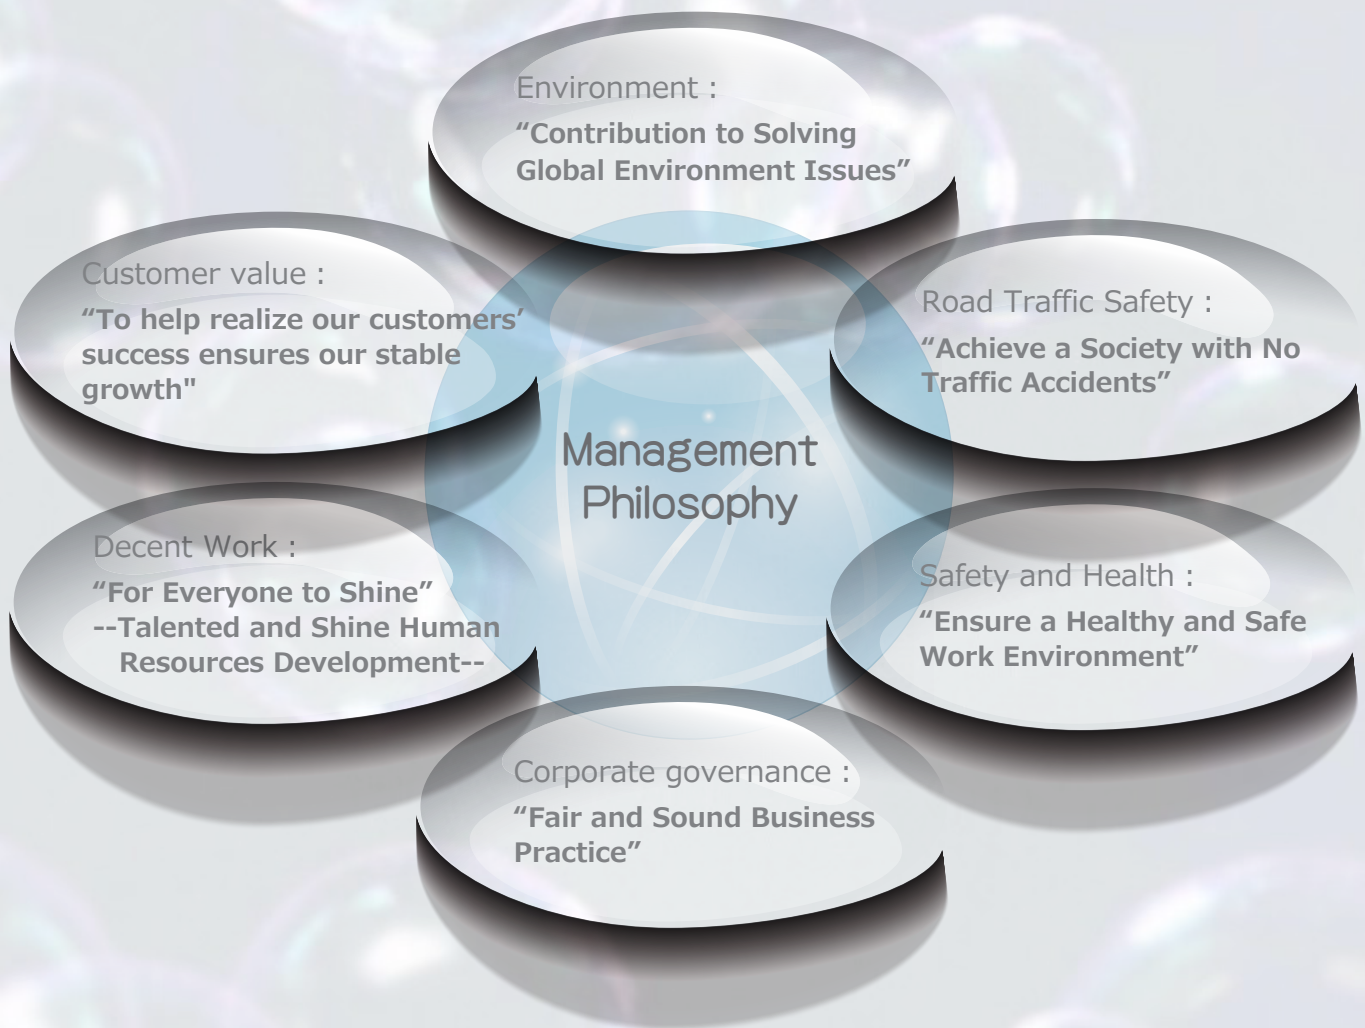 Environment :
“Contribution to Solving
Global Environment Issues”
Customer value :
“To help realize our customers’
success ensures our stable
growth"
Road Traffic Safety :
“Achieve a Society with No
Traffic Accidents”
Management
Philosophy
Decent Work :
“For Everyone to Shine”
--Talented and Shine Human
Resources Development--
Safety and Health :
“Ensure a Healthy and Safe
Work Environment”
Corporate governance :
“Fair and Sound Business
Practice”